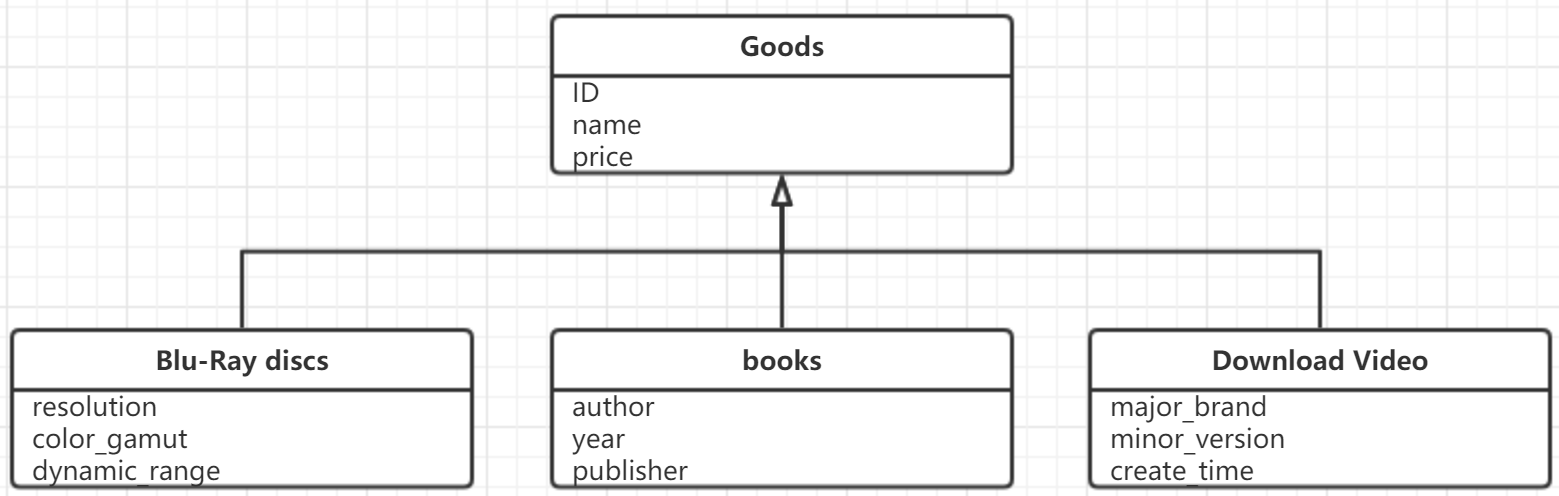 Goods
ID
name
price
Blu-Ray discs
resolution
color_gamut
dynamic_range
books
author
year
publisher
Download Video
major_brand
minor_version
create_time